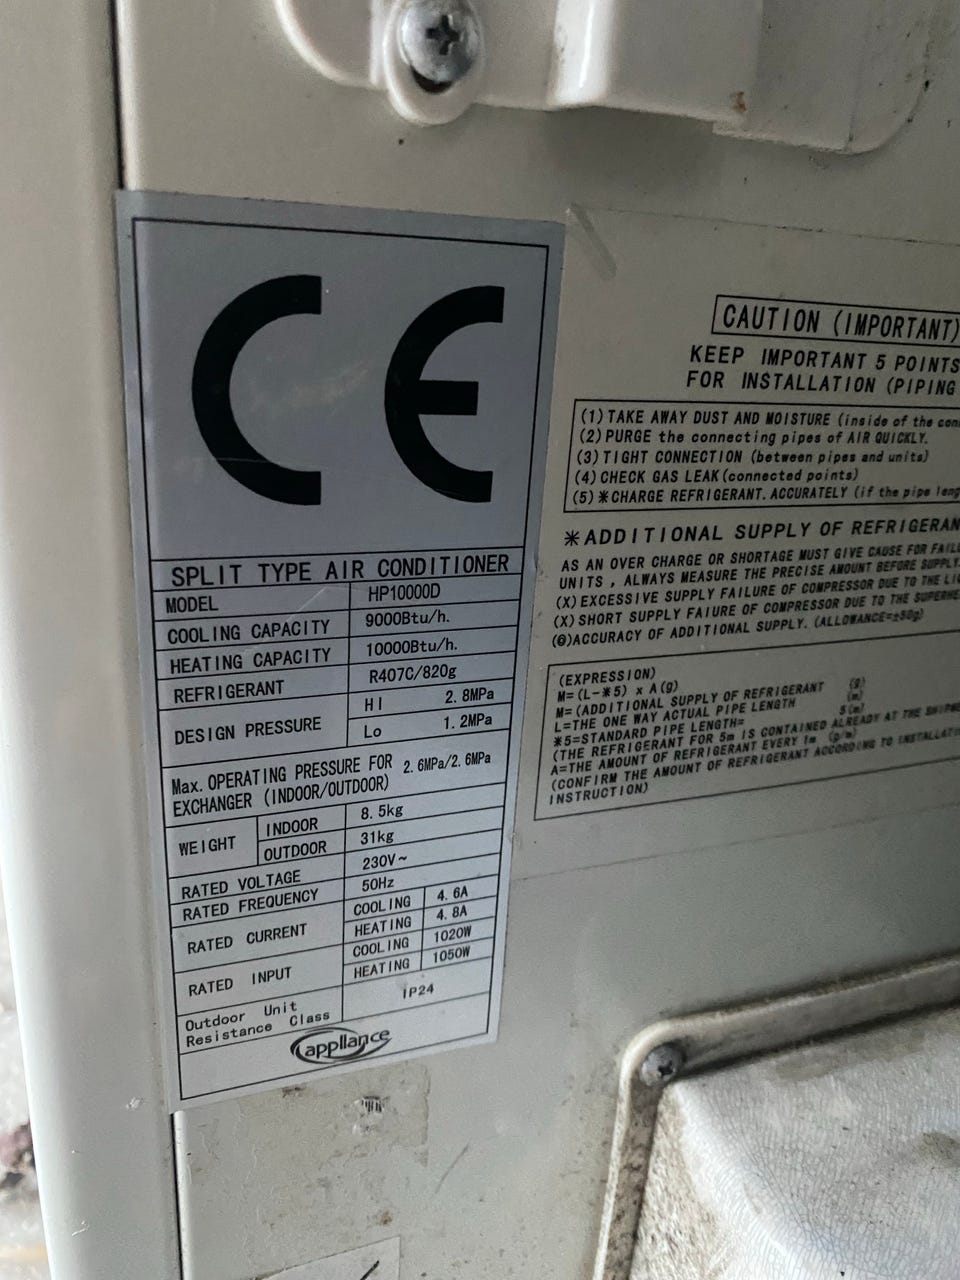 CE
SPLIT TYPE AIR CONDITIONER
MODEL HP10000D
COOLING CAPACITY 9000Btu/h.
HEATING CAPACITY 10000Btu/h.
REFRIGERANT R407C/820g
DESIGN PRESSURE HI 2.8MPa
Lo 1.2MPa
Max. OPERATING PRESSURE FOR
EXCHANGER (INDOOR/OUTDOOR) 2.6MPa/2.6MPa
WEIGHT INDOOR 8.5kg
OUTDOOR 31kg
RATED VOLTAGE 230V~
RATED FREQUENCY 50Hz
RATED CURRENT COOLING 4.6A
HEATING 4.8A
RATED INPUT COOLING 1020W
HEATING 1050W
Outdoor Unit
Resistance Class IP24
appliance
CAUTION (IMPORTANT)
KEEP IMPORTANT 5 POINTS
FOR INSTALLATION (PIPING
(1) TAKE AWAY DUST AND MOISTURE (inside of the
(2) PURGE the connecting pipes of AIR QUICKLY.
(3) TIGHT CONNECTION (between pipes and units)
(4) CHECK GAS LEAK (connected points)
(5) *CHARGE REFRIGERANT. ACCURATELY (if the pipe
*ADDITIONAL SUPPLY OF
AS AN OVER CHARGE OR SHORTAGE MUST GIVE CAUSE FOR
UNITS , ALWAYS MEASURE THE PRECISE AMOUNT BEFORE SUPPLY.
(X) EXCESSIVE SUPPLY FAILURE OF COMPRESSOR DUE TO THE
(X) SHORT SUPPLY FAIURE OF COMPRESSOR DUE TO THE
(◎) ACCURACY OF ADDITIONAL SUPPLY. (ALLOWANCE=±50g)
(EXPRESSION)
M=(L-*5) x A(g)
M=(ADDITIONAL SUPPLY OF REFRIGERANT (g)
L=THE ONE WAY ACTUAL PIPE LENGTH (m)
*5=STANDARD PIPE LENGTH= 5(m)
(THE REFRIGERANT FOR 5m IS CONTAINED ALREADY AT THE
A=THE AMOUNT OF REFRIGERANT EVERY 1m (g/m)
(CONFIRM THE AMOUNT OF REFRIGERANT ACCORDING TO
INSTRUCTION)